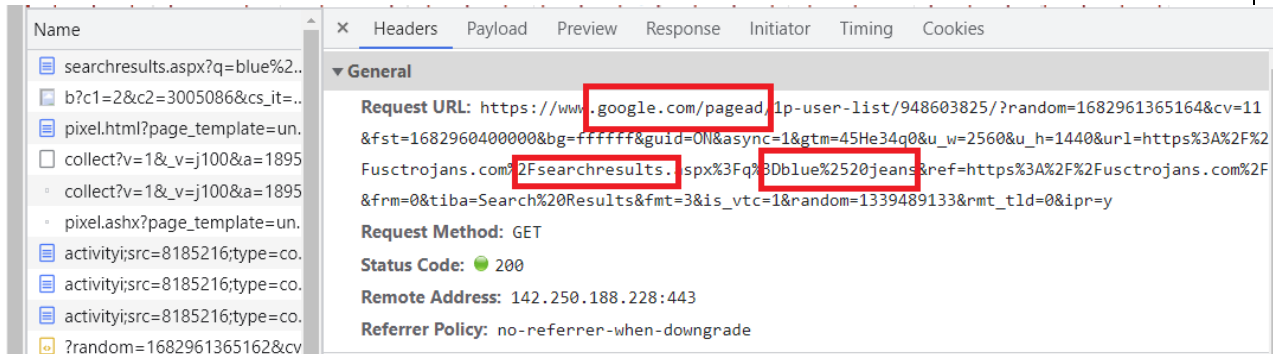 Name
searchresults.aspx?q=blue%2..
b?c1=2&c2=3005086&cs_it=..
pixel.html?page_template=un.
collect?v=1&_v=j100&a=1895
collect?v=1&_v=j100&a=1895
pixel.ashx?page_template=un.
activityi;src=8185216;type=co.
activityi;src=8185216;type=co.
activityi;src=8185216;type=co.
?random=1682961365162&cv
× Headers Payload Preview Response Initiator Timing Cookies
▼ General
Request URL: https://www.google.com/pagead/1p-user-list/948603825/?random=1682961365164&cv=11
&fst=1682960400000&bg=ffffff&guid=ON&async=1&gtm=45He34q0&u_w=2560&u_h=1440&url=https%3A%2F%2
Fusctrojans.com%2Fsearchresults.aspx%3Fq%3Dblue%2520jeans&ref=https%3A%2F%2Fusctrojans.com%2F
&frm=0&tiba=Search%20Results&fmt=3&is_vtc=1&random=1339489133&rmt_tld=0&ipr=y
Request Method: GET
Status Code: 200
Remote Address: 142.250.188.228:443
Referrer Policy: no-referrer-when-downgrade